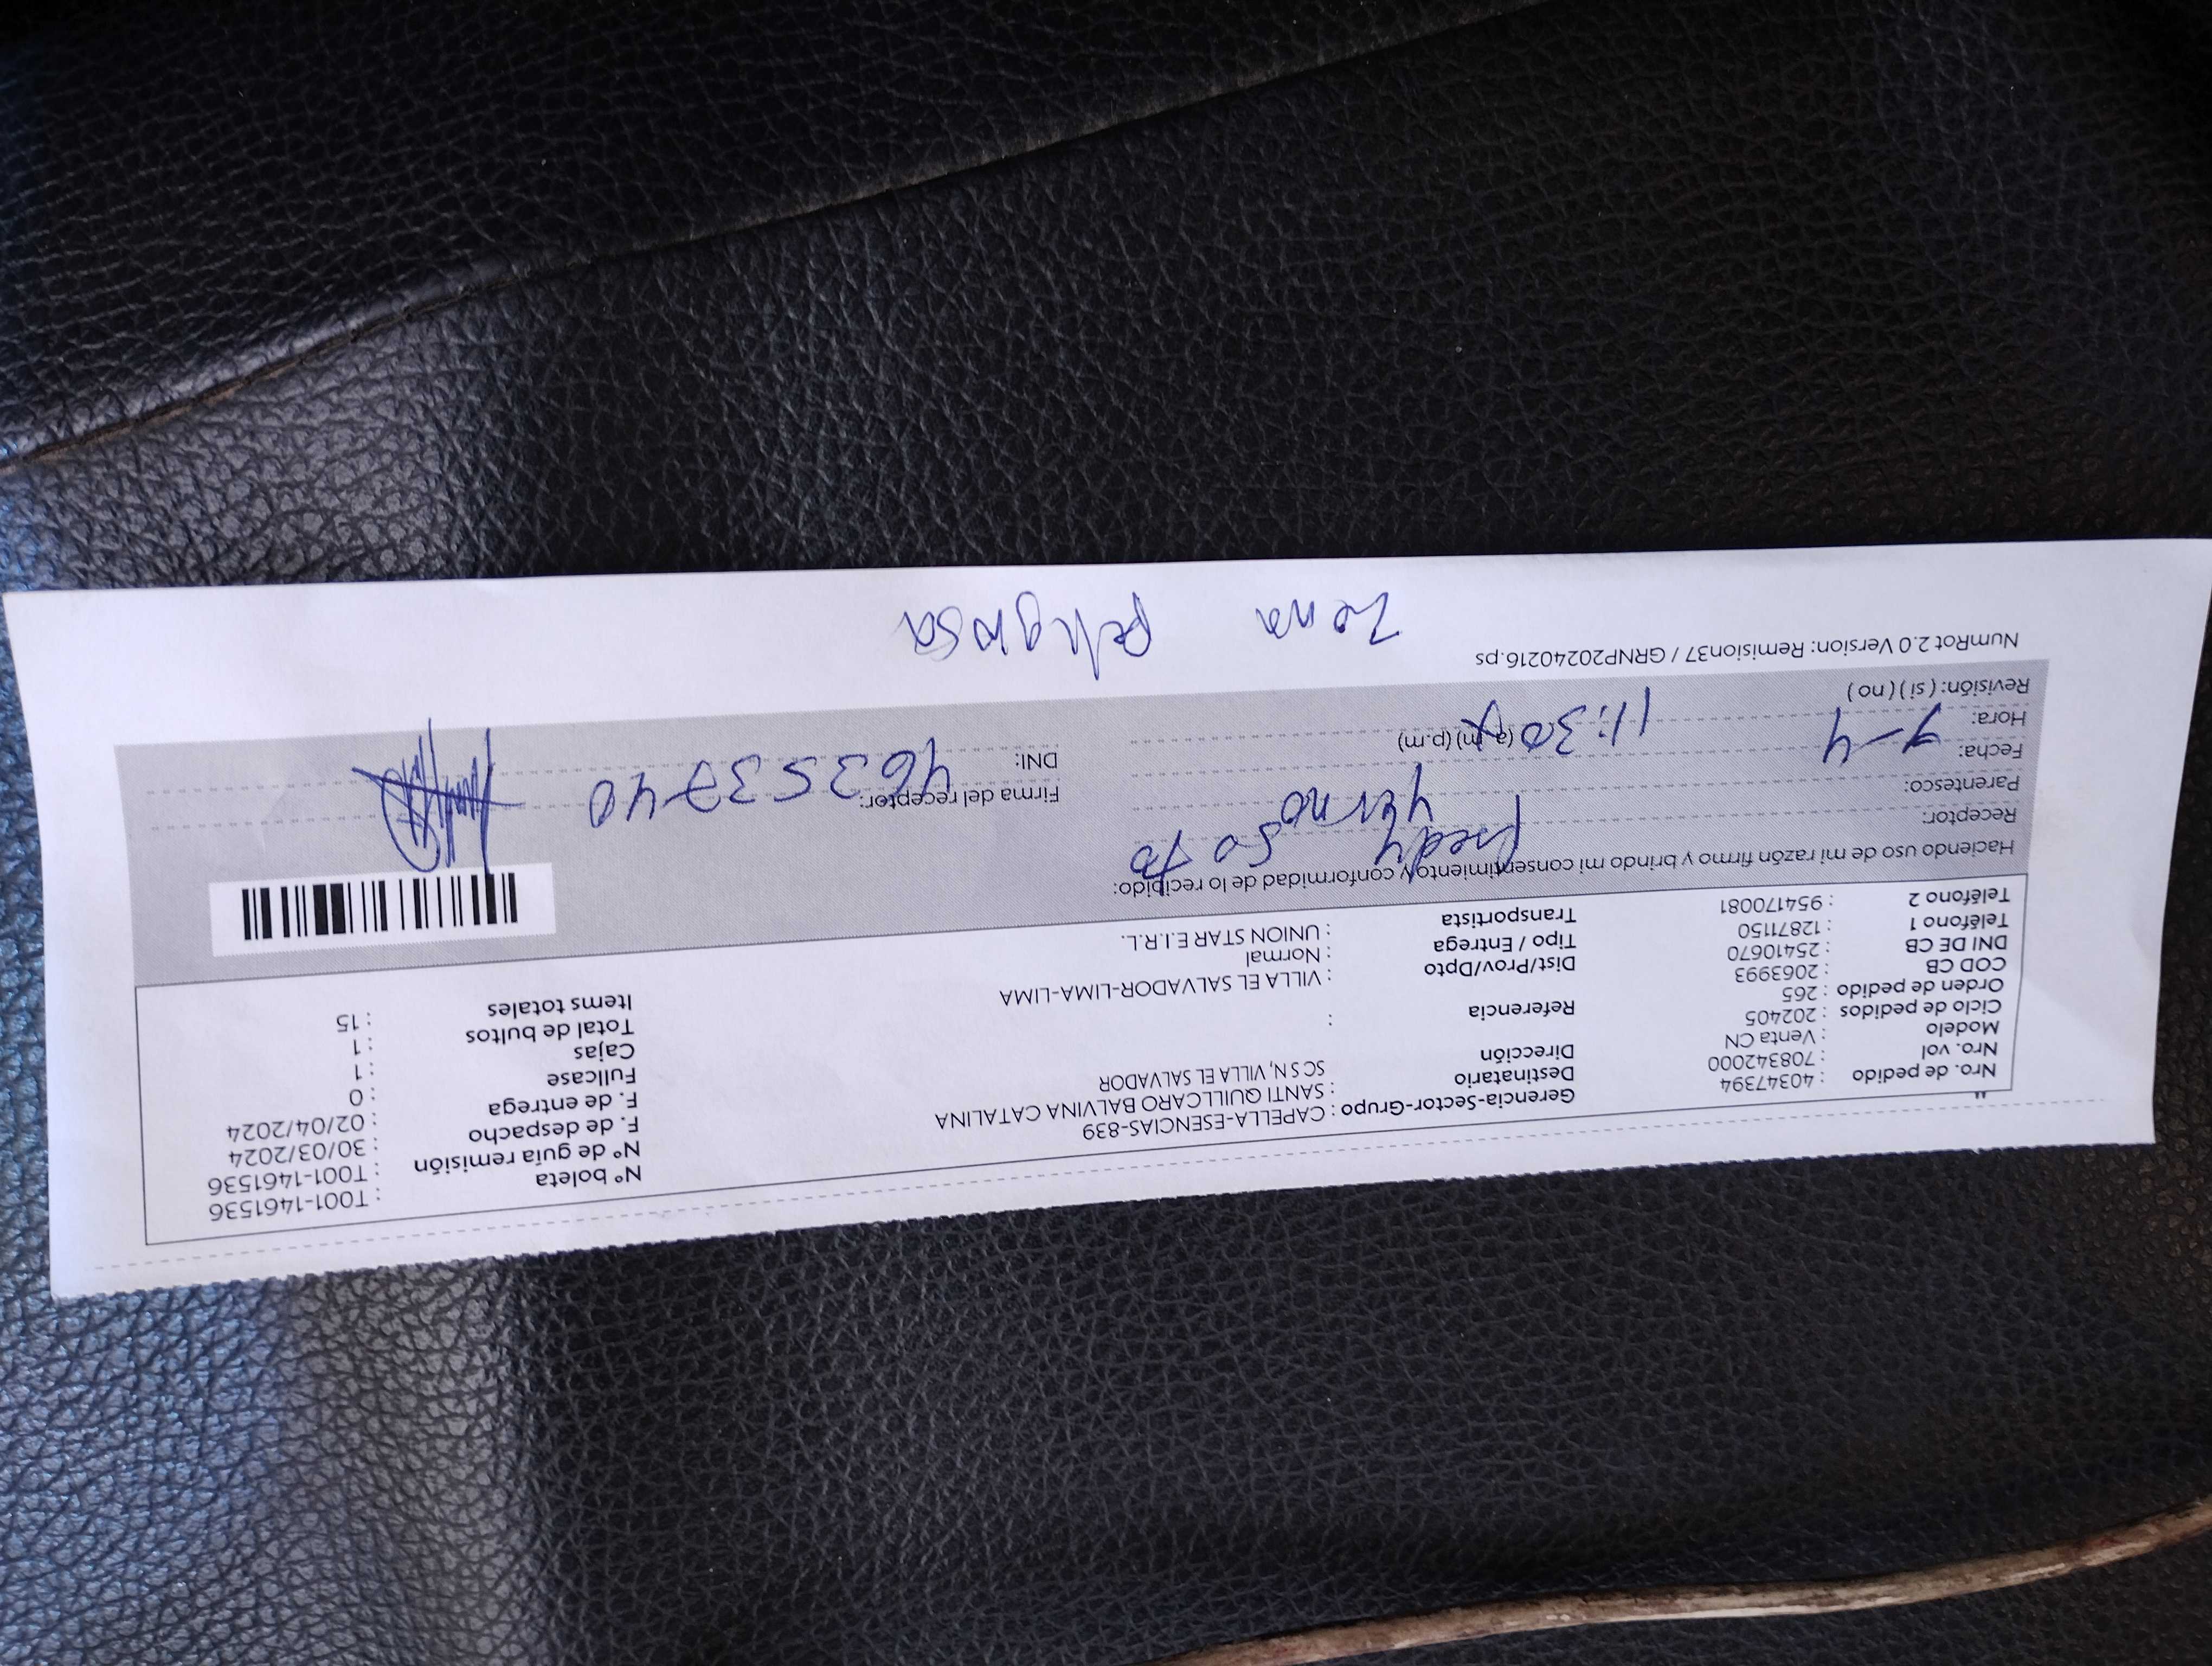 Nro. de pedido : 40347394
Nro. vol : 708342000
Modelo : Venta CN
Ciclo de pedidos : 202405
Orden de pedido : 265
COD CB : 2063993
DNI DE CB : 25410670
Teléfono 1 : 12871150
Teléfono 2 : 954170081
Gerencia-Sector-Grupo : CAPELLA-ESENCIAS-839
Destinatario : SANTI QUILLCARO BALVINA CATALINA
Dirección SC S N, VILLA EL SALVADOR
Referencia :
Dist/Prov/Dpto : VILLA EL SALVADOR-LIMA-LIMA
Tipo / Entrega : Normal
Transportista : UNION STAR E.I.R.L.
Nº boleta : T001-1461536
Nº de guía remisión : T001-1461536
F. de despacho : 30/03/2024
F. de entrega : 02/04/2024
Fullcase : 0
Cajas : 1
Total de bultos : 1
Items totales : 15
Haciendo uso de mi razón firmo y brindo mi consentimiento y conformidad de lo recibido:
Receptor: Fredy Soto
Parentesco: Yerno
Fecha:
Hora: 11:30 (a.m) (p.m)
Revisión: ( si ) ( no )
Firma del receptor:
DNI: 46355740
NumRot 2.0 Version: Remision37 / GRNP20240216.ps
Zona Peligrosa